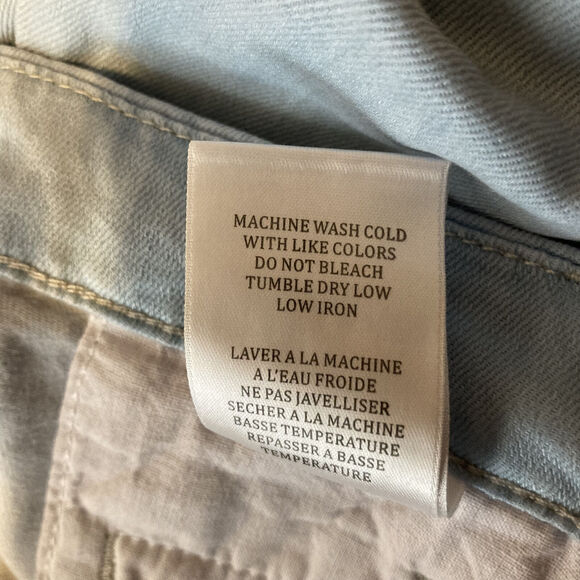 MACHINE WASH COLD
WITH LIKE COLORS
DO NOT BLEACH
TUMBLE DRY LOW
LOW IRON
LAVER A LA MACHINE
A L'EAU FROIDE
NE PAS JAVELLISER
SECHER A LA MACHINE
BASSE TEMPERATURE
REPASSER A BASSE
TEMPERATURE